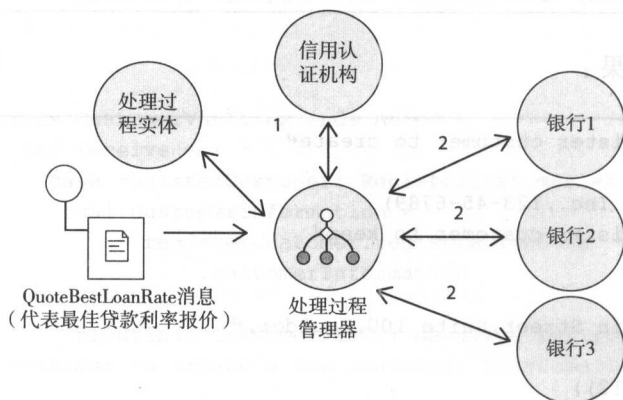 信用认
证机构
处理过
程实体
1
银行1
2
2
银行2
QuoteBestLoanRate消息
（代表最佳贷款利率报价）
处理过程
管理器
2
银行3